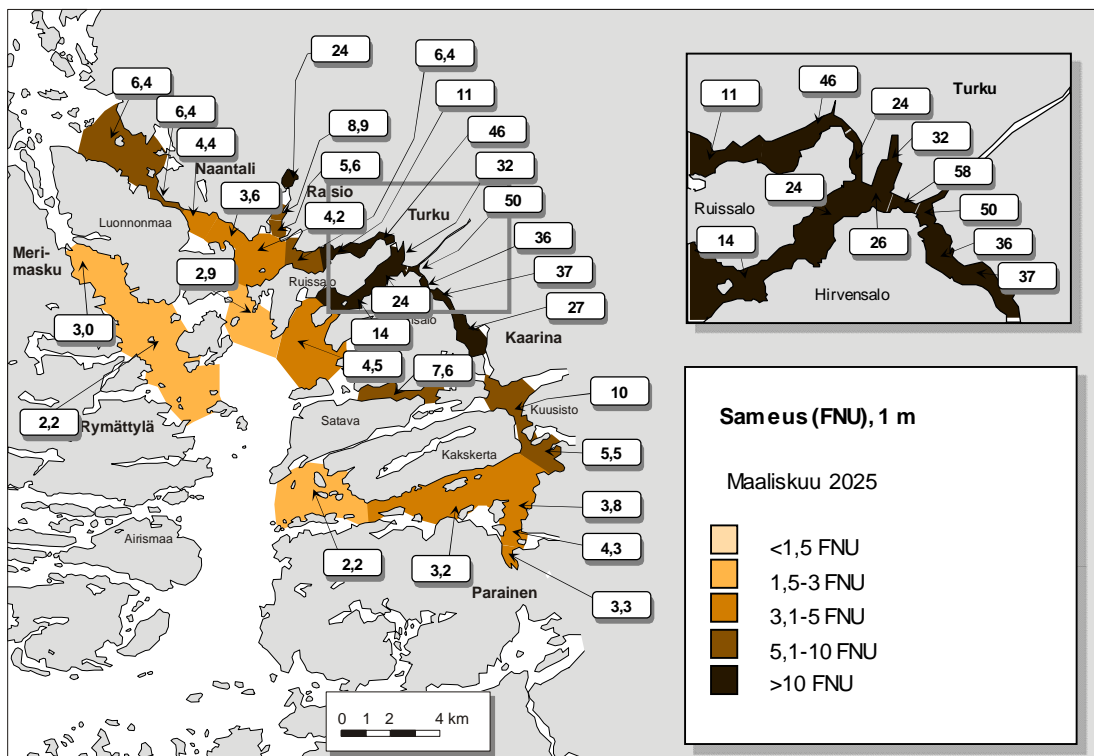 24
6,4
6,4
11
6,4
8,9
46
4,4
Naantali
5,6
32
Raisio
3,6
4,2
Turku
50
Luonnonmaa
36
Meri-
masku
2,9
Ruissalo
37
24
27
3,0
14
Kaarina
4,5
7,6
2,2
Rymättylä
10
Satava
Kuusisto
Kakskerta
5,5
3,8
Airismaa
4,3
2,2
3,2
Parainen
3,3
0 1 2 4 km
46
11
24
Turku
32
24
58
Ruissalo
50
14
26
36
37
Hirvensalo
Sameus (FNU), 1 m
Maaliskuu 2025
<1,5 FNU
1,5-3 FNU
3,1-5 FNU
5,1-10 FNU
>10 FNU